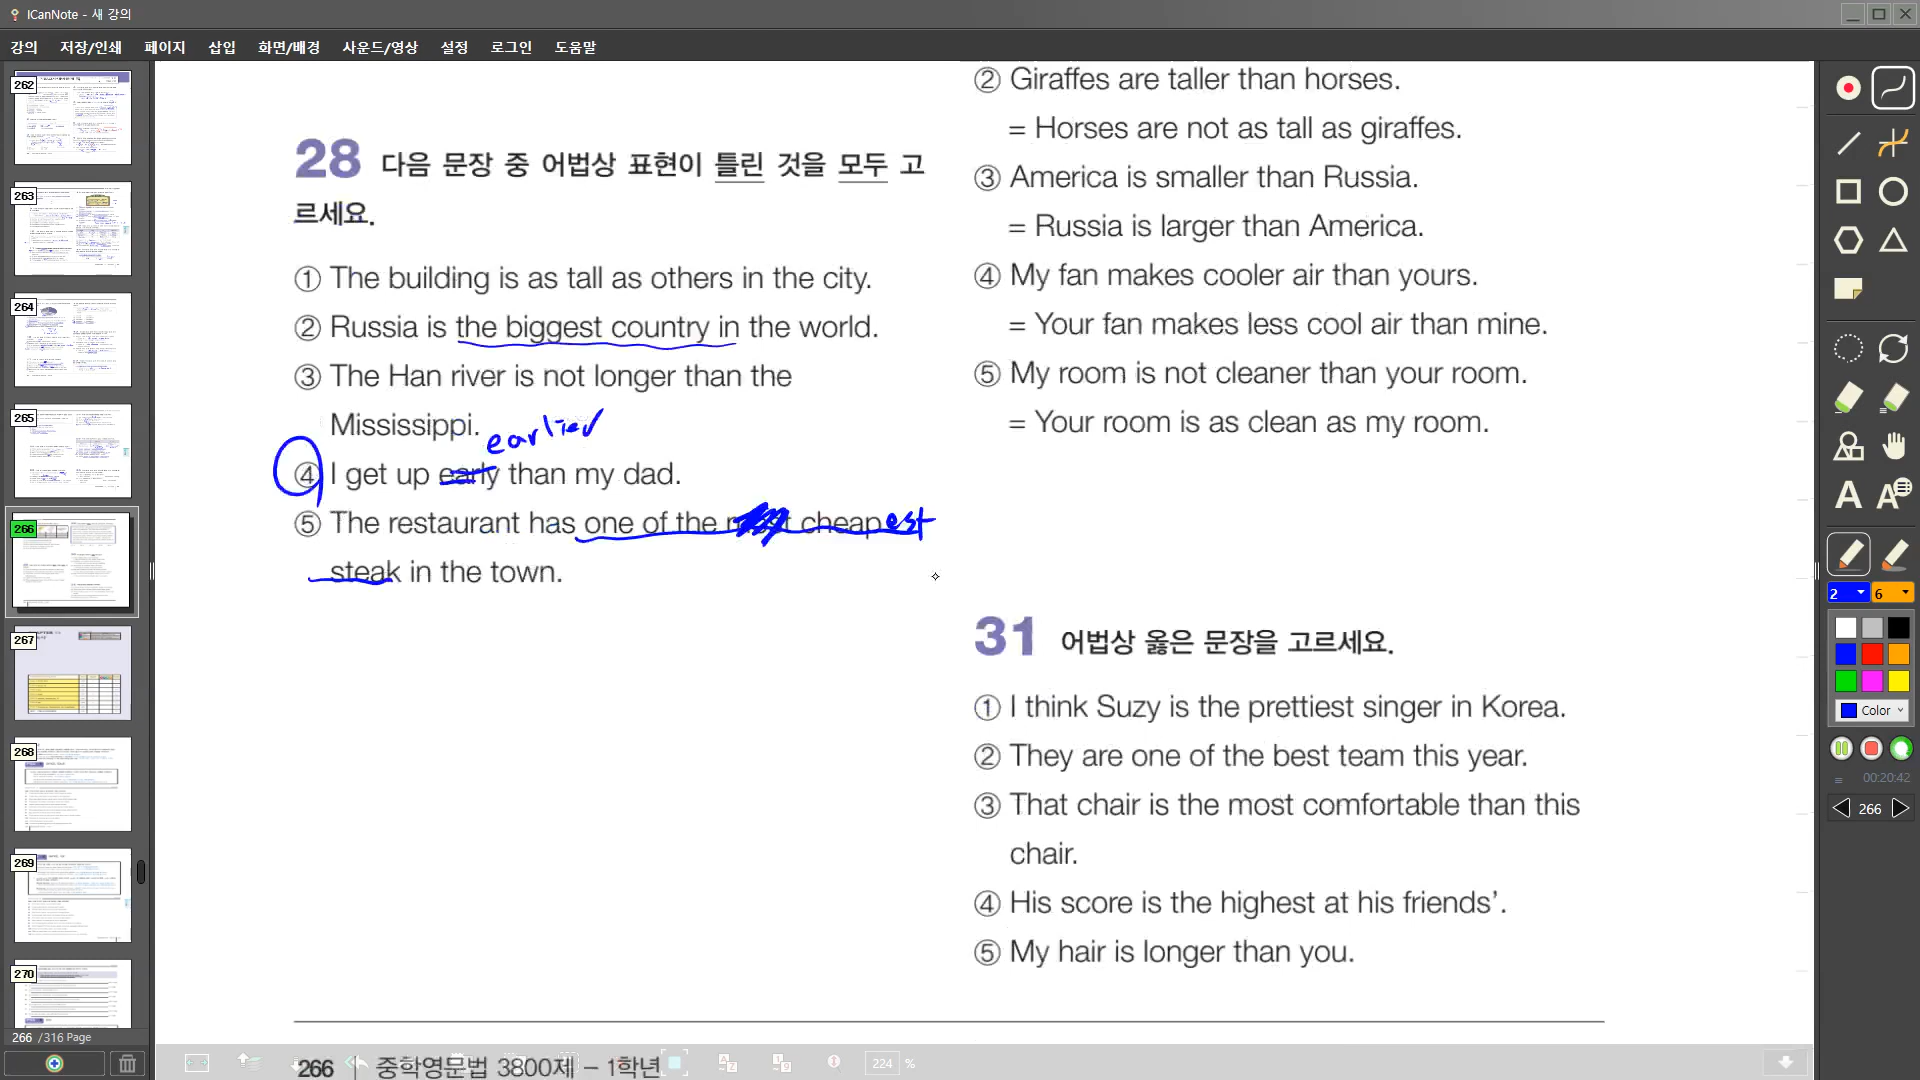 ICanNote - 새 강의
강의 저장/인쇄 페이지 삽입 화면/배경 사운드/영상 설정 로그인 도움말
262
263
264
265
266
267
268
269
270
266 /316 Page
28 다음 문장 중 어법상 표현이 틀린 것을 모두 고
르세요.
① The building is as tall as others in the city.
② Russia is the biggest country in the world.
③ The Han river is not longer than the
Mississippi.
earlier
④ I get up early than my dad.
⑤ The restaurant has one of the most cheapest
steak in the town.
② Giraffes are taller than horses.
= Horses are not as tall as giraffes.
③ America is smaller than Russia.
= Russia is larger than America.
④ My fan makes cooler air than yours.
= Your fan makes less cool air than mine.
⑤ My room is not cleaner than your room.
= Your room is as clean as my room.
31 어법상 옳은 문장을 고르세요.
① I think Suzy is the prettiest singer in Korea.
② They are one of the best team this year.
③ That chair is the most comfortable than this
chair.
④ His score is the highest at his friends’.
⑤ My hair is longer than you.
266 중학영문법 3800제 – 1학년
224 %
2 6
Color
00:20:42
266